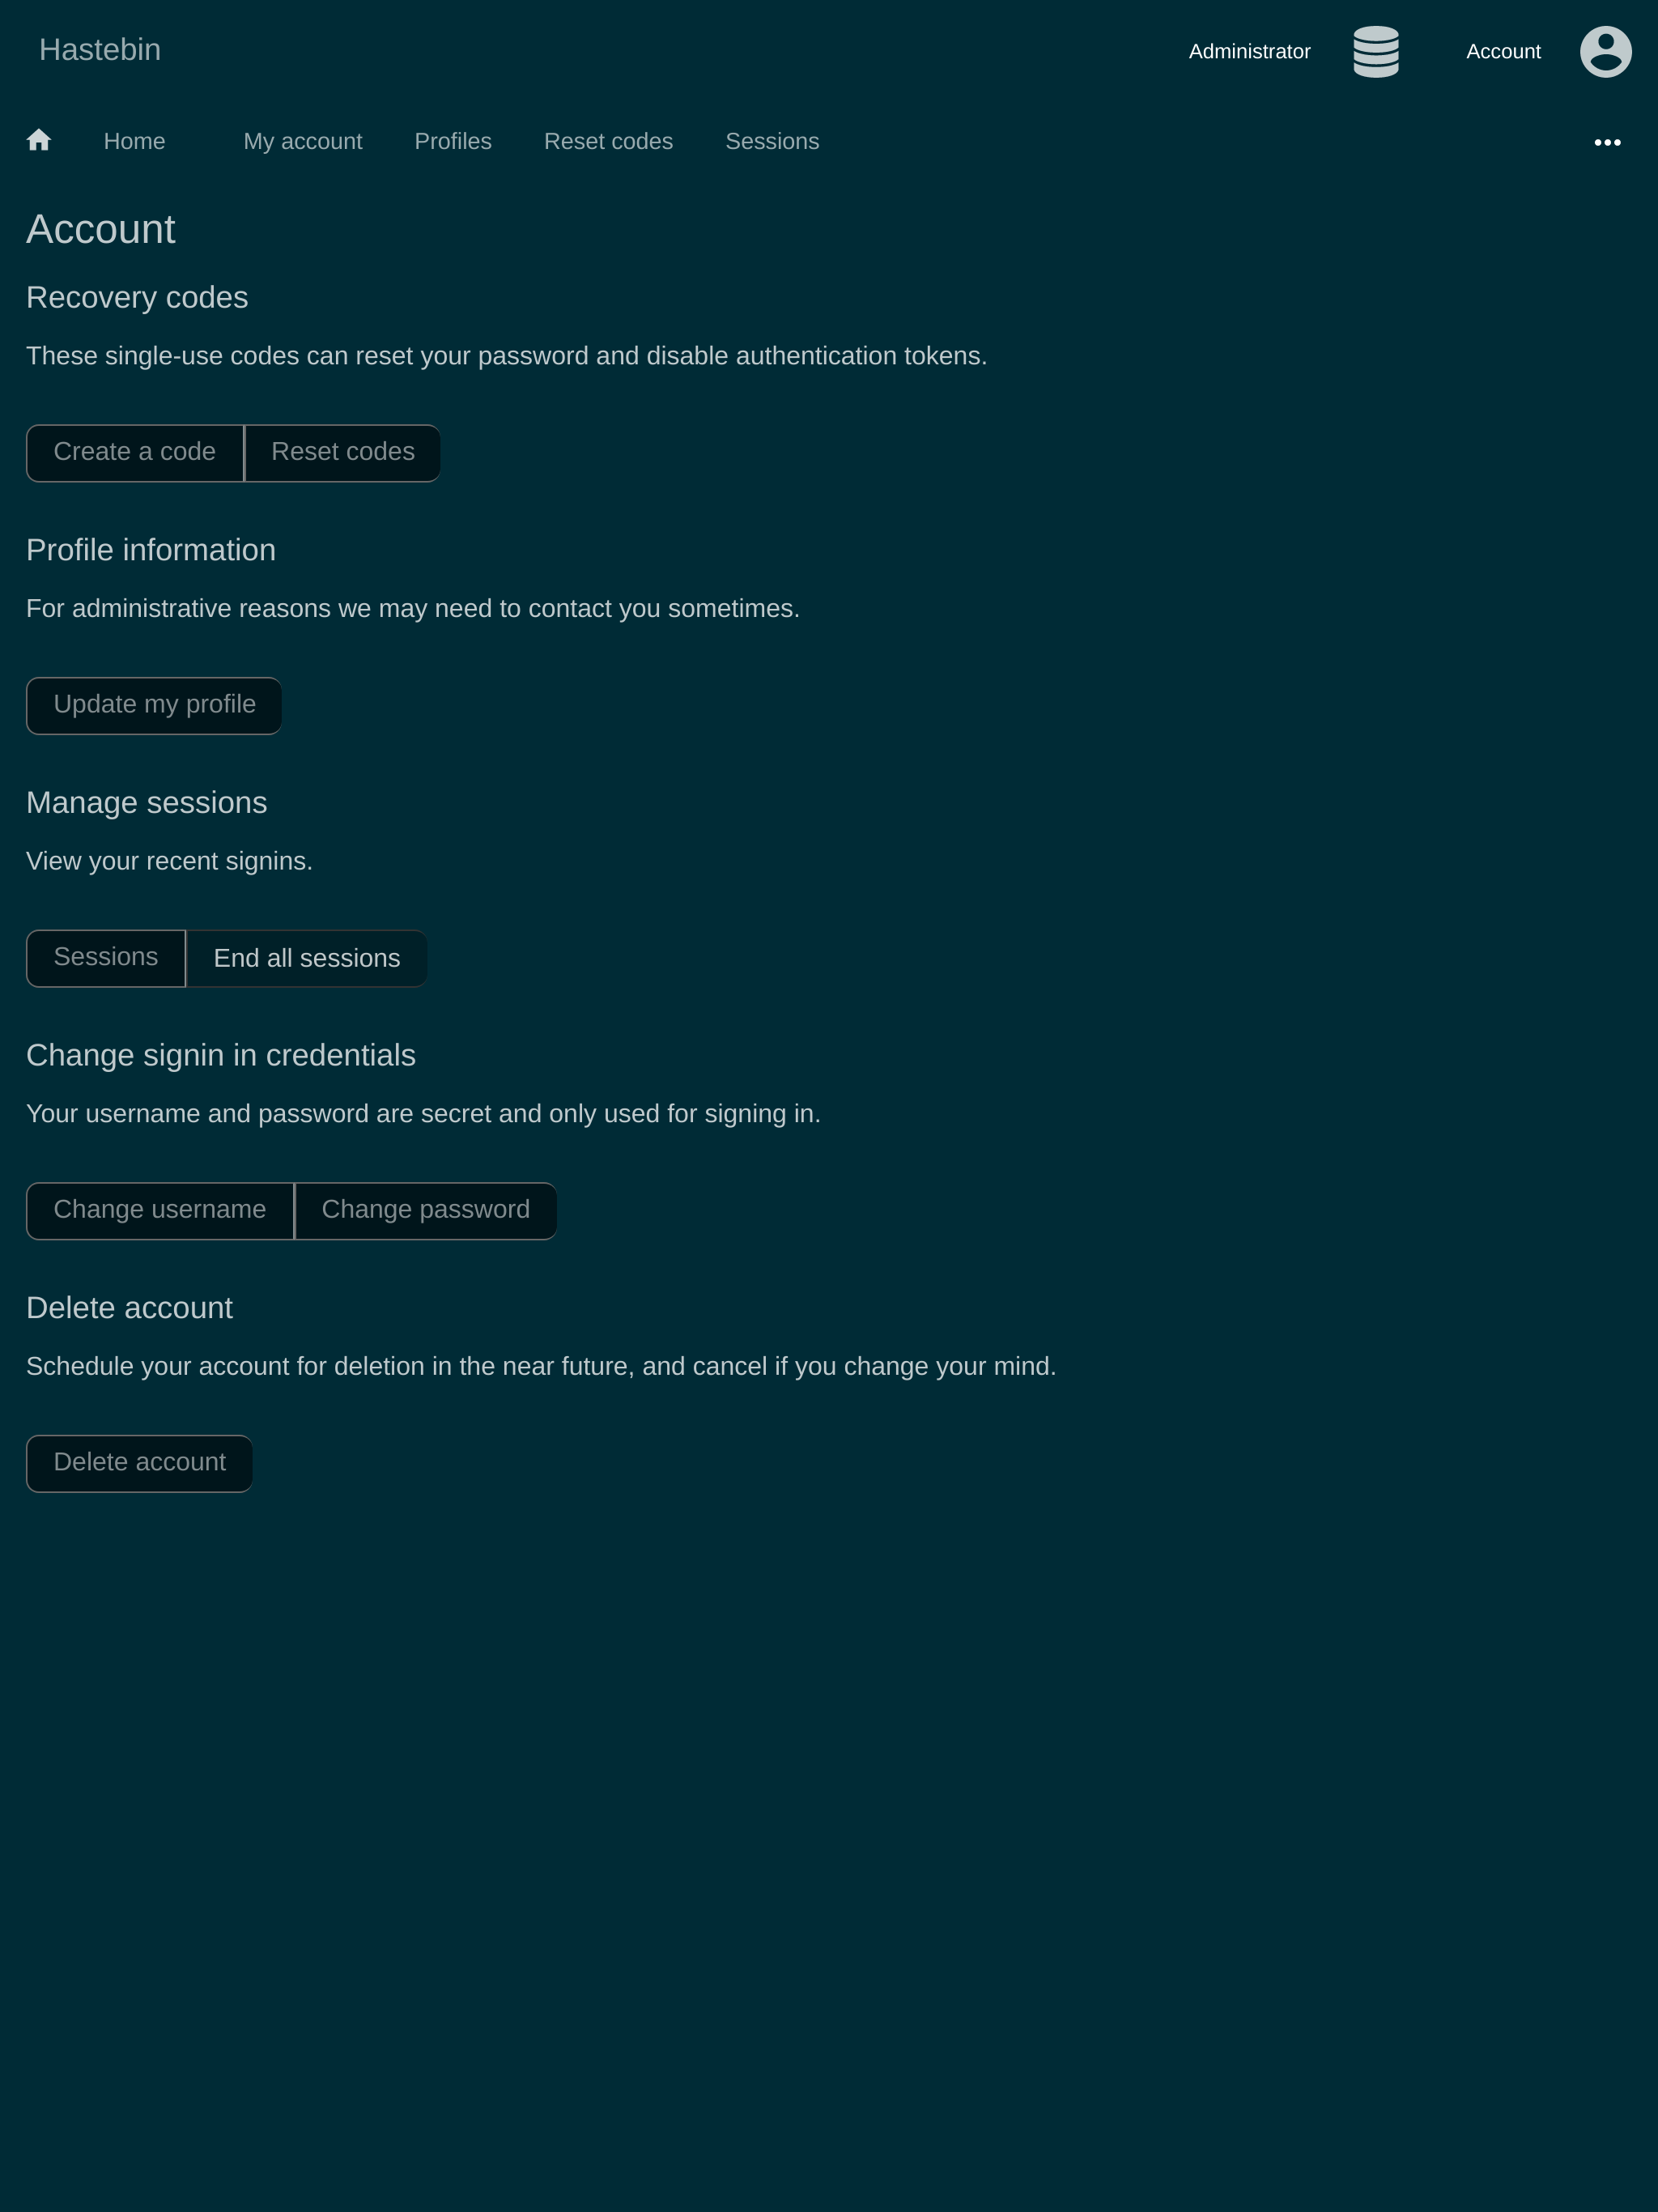 Hastebin
Administrator
Account
Home
My account
Profiles
Reset codes
Sessions
Account
Recovery codes
These single-use codes can reset your password and disable authentication tokens.
Create a code
Reset codes
Profile information
For administrative reasons we may need to contact you sometimes.
Update my profile
Manage sessions
View your recent signins.
Sessions
End all sessions
Change signin in credentials
Your username and password are secret and only used for signing in.
Change username
Change password
Delete account
Schedule your account for deletion in the near future, and cancel if you change your mind.
Delete account